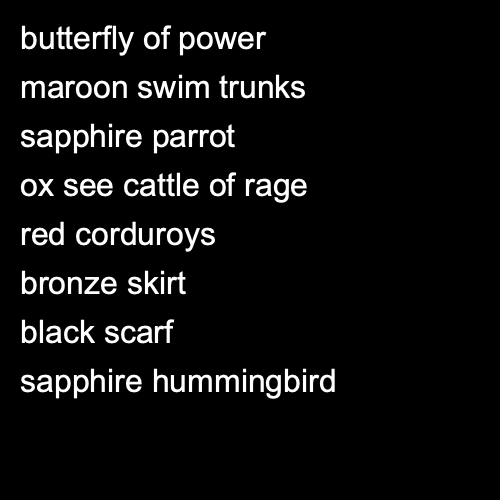 butterfly of power
maroon swim trunks
sapphire parrot
ox see cattle of rage
red corduroys
bronze skirt
black scarf
sapphire hummingbird